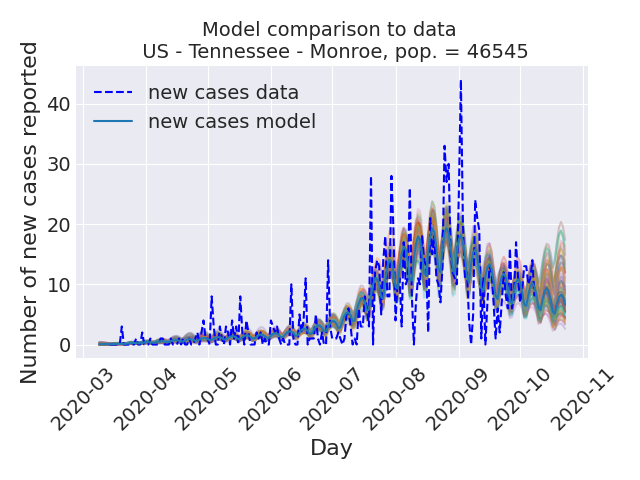 Model comparison to data
US - Tennessee - Monroe, pop. = 46545
Number of new cases reported
40
30
20
10
0
new cases data
new cases model
2020-03
2020-04
2020-05
2020-06
2020-07
2020-08
2020-09
2020-10
2020-11
Day